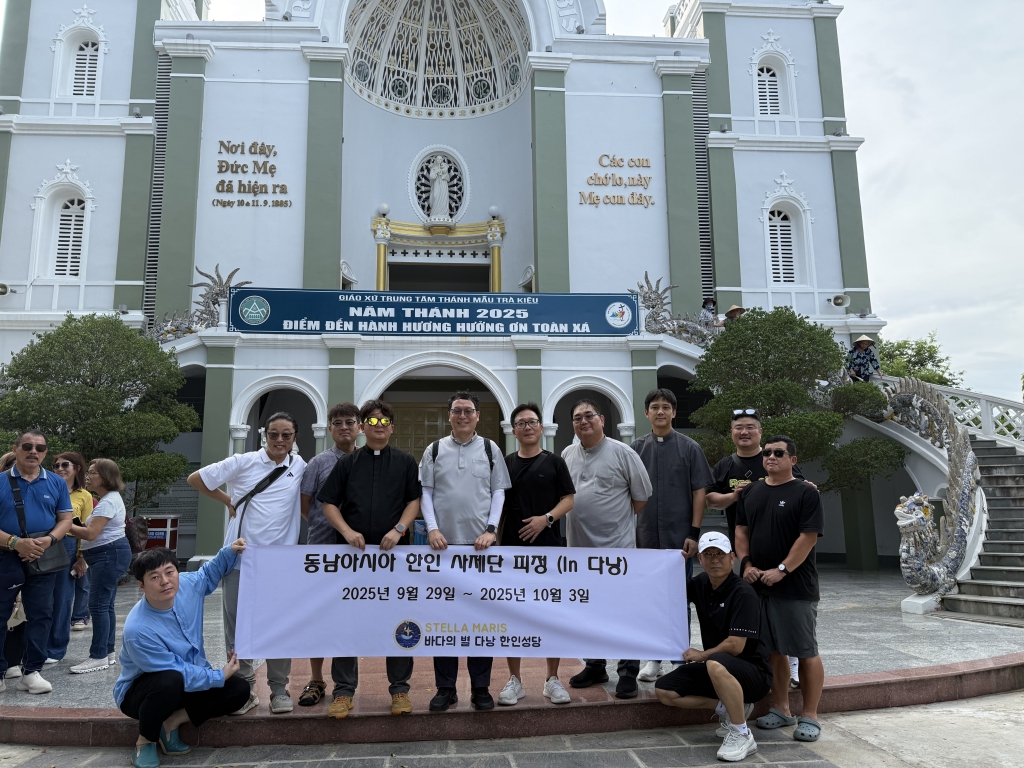 Nơi đây,
Đức Mẹ
đã hiện ra
(Ngày 10 & 11.9.1885)
Các con
chớ lo, này
Mẹ con đây.
GIÁO XỨ TRUNG TÂM THÁNH MẪU TRÀ KIỆU
NĂM THÁNH 2025
ĐIỂM ĐẾN HÀNH HƯƠNG HƯỞNG ƠN TOÀN XÁ
동남아시아 한인 사제단 피정 (In 다낭)
2025년 9월 29일 ~ 2025년 10월 3일
STELLA MARIS
바다의 별 다낭 한인성당